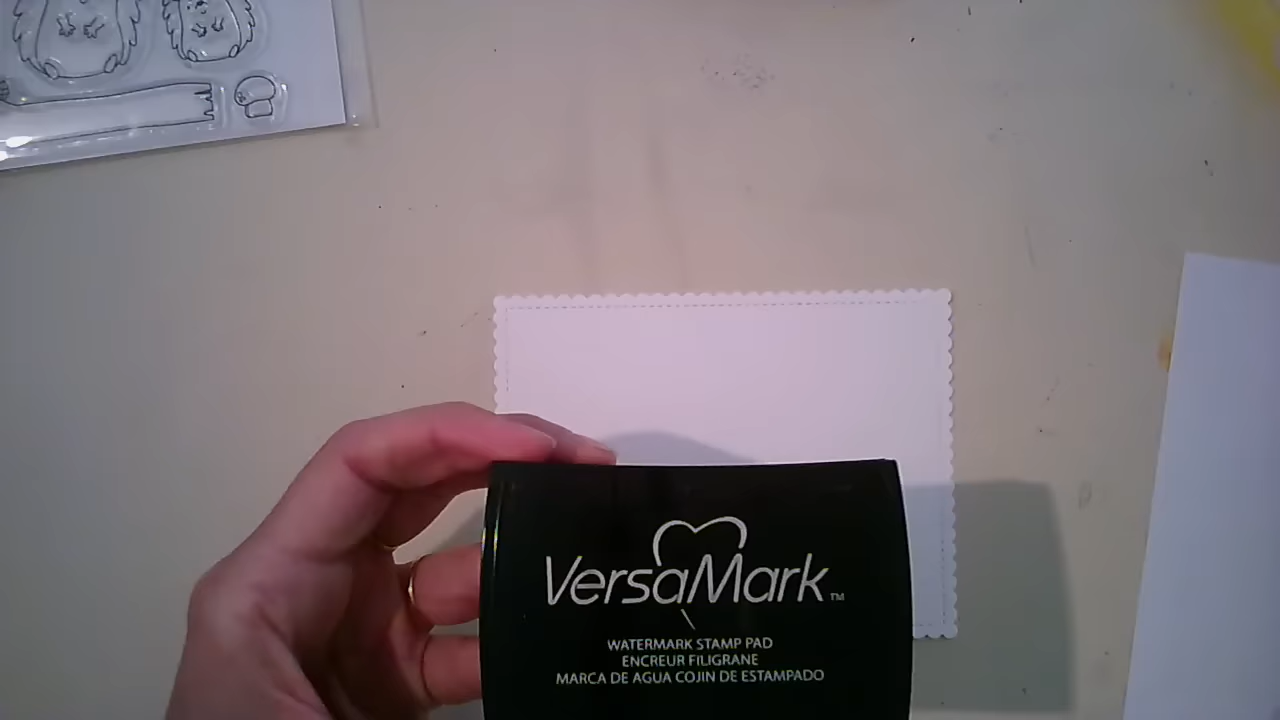 VersaMark™
WATERMARK STAMP PAD
ENCREUR FILIGRANE
MARCA DE AGUA COJIN DE ESTAMPADO